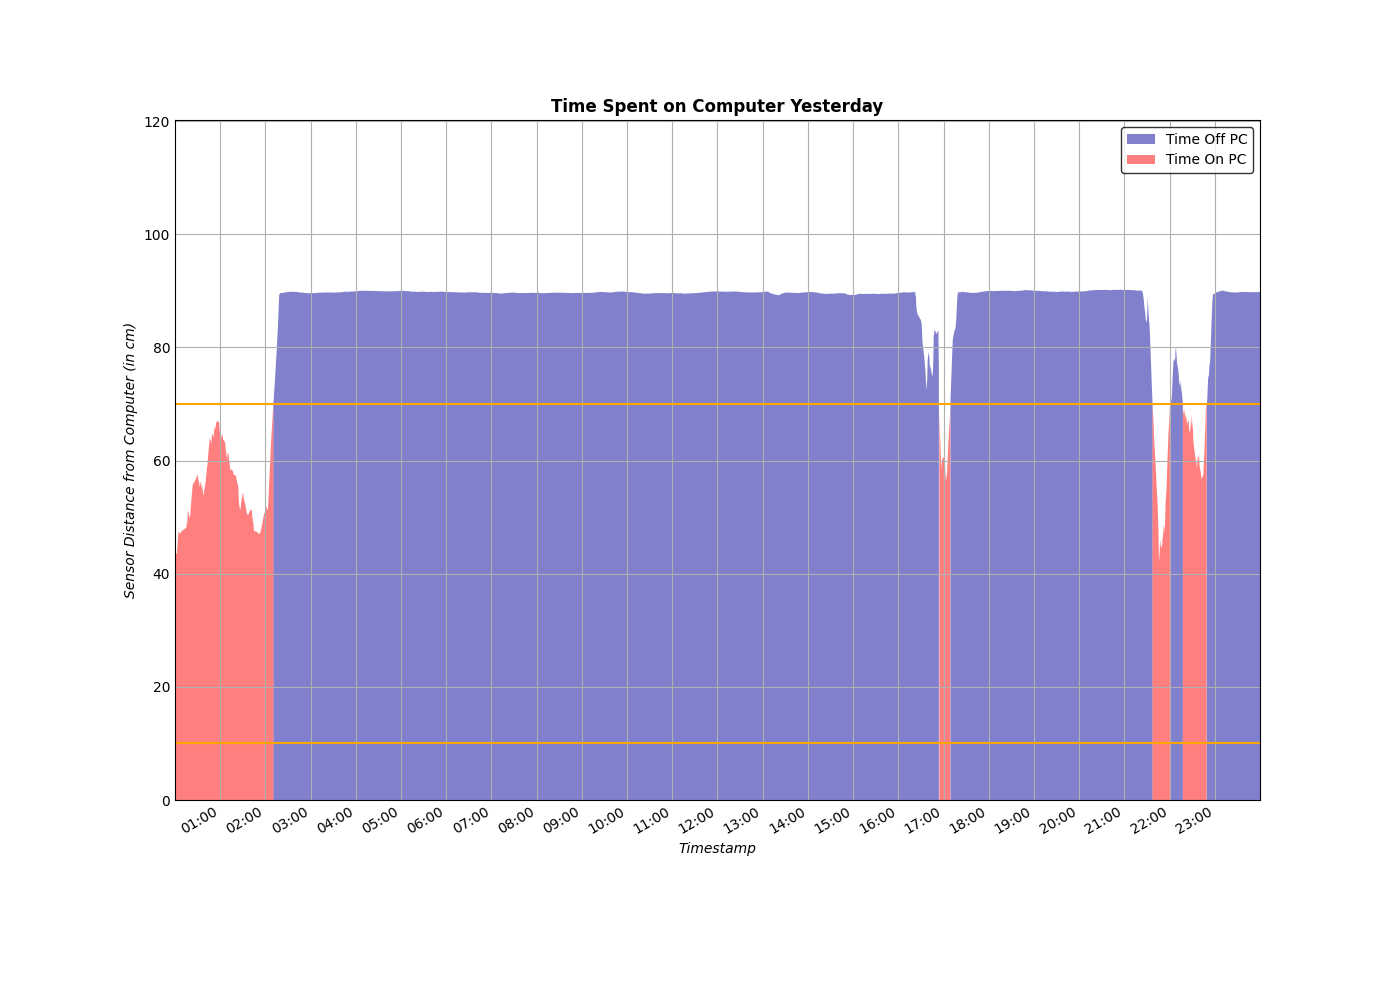 Time Spent on Computer Yesterday
Time Off PC
Time On PC
Sensor Distance from Computer (in cm)
120
100
80
60
40
20
0
01:00 02:00 03:00 04:00 05:00 06:00 07:00 08:00 09:00 10:00 11:00 12:00 13:00 14:00 15:00 16:00 17:00 18:00 19:00 20:00 21:00 22:00 23:00
Timestamp